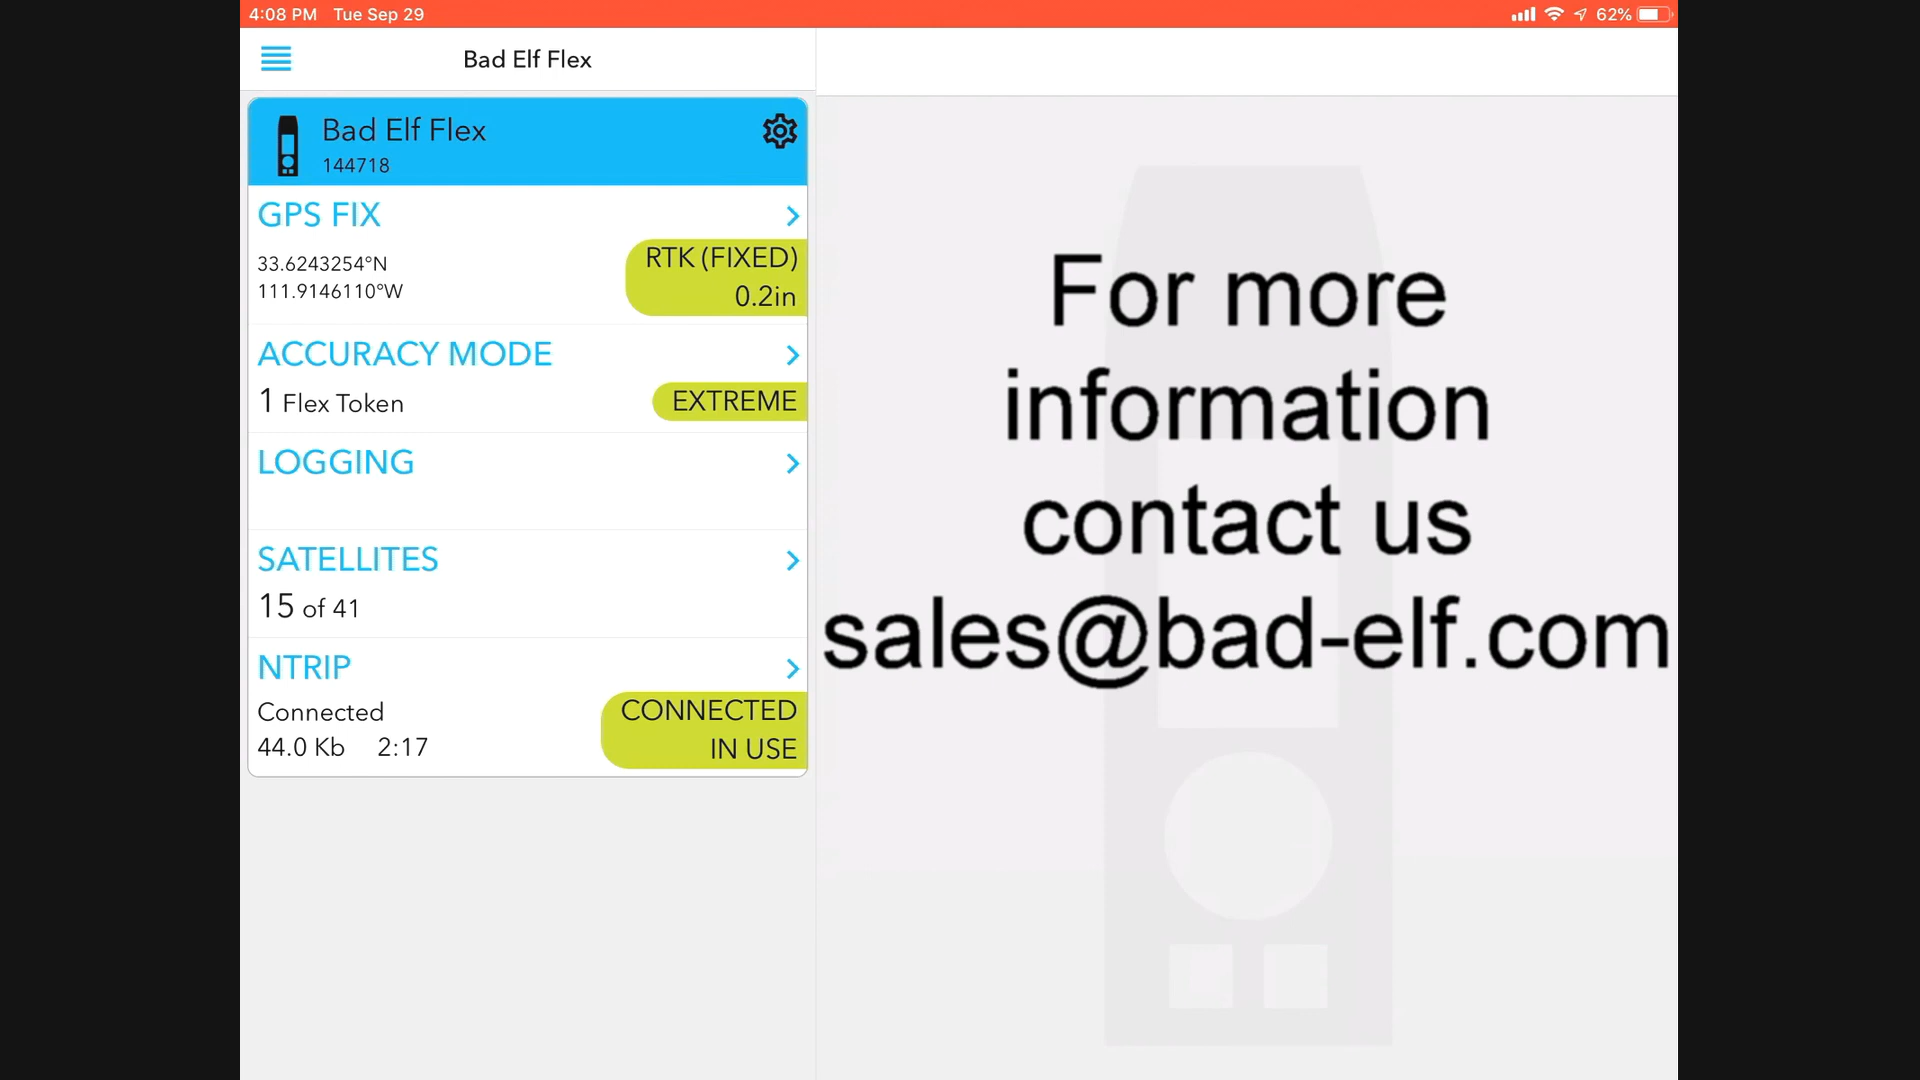 4:08 PM Tue Sep 29
62%
Bad Elf Flex
Bad Elf Flex
144718
GPS FIX
33.6243254°N
111.9146110°W
RTK (FIXED)
0.2in
ACCURACY MODE
1 Flex Token
EXTREME
LOGGING
SATELLITES
15 of 41
NTRIP
Connected
44.0 Kb 2:17
CONNECTED
IN USE
For more
information
contact us
sales@bad-elf.com